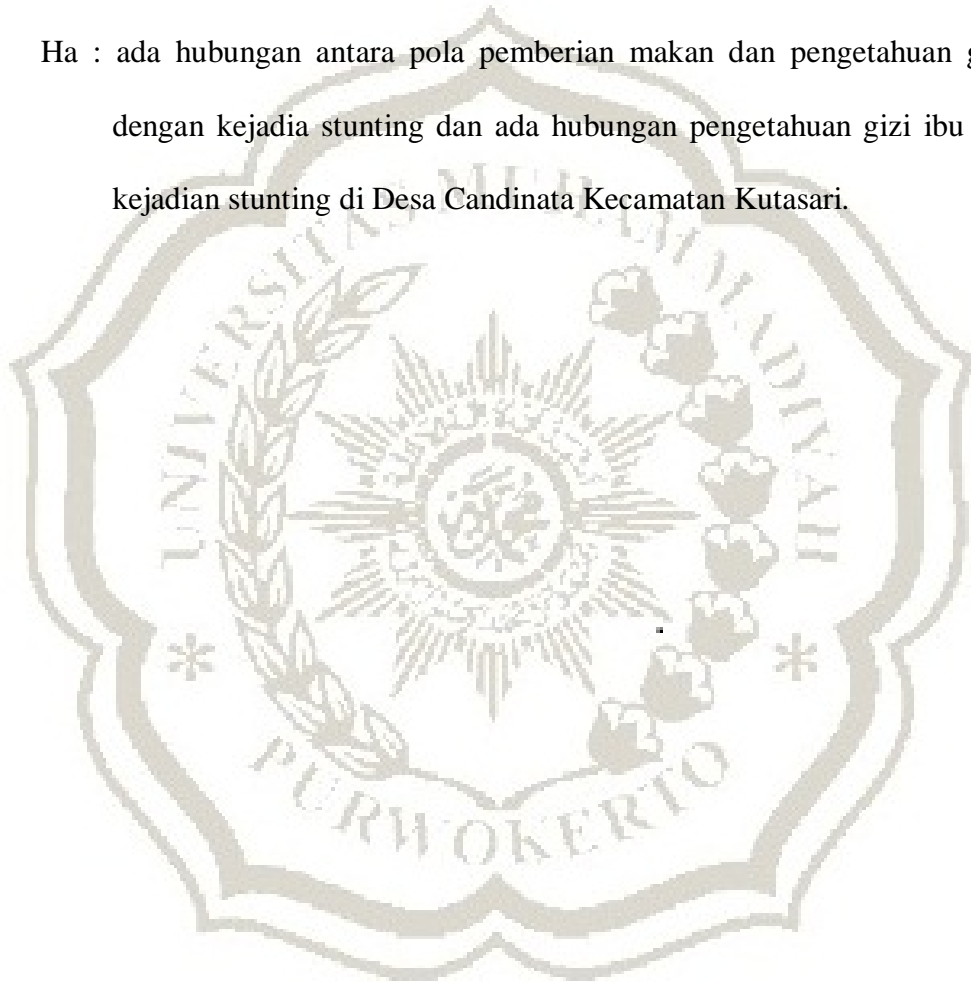 Ha : ada hubungan antara pola pemberian makan dan pengetahuan
dengan kejadia stunting dan ada hubungan pengetahuan gizi ibu
kejadian stunting di Desa Candinata Kecamatan Kutasari.
UNIVERSITAS MUHAMMADIYAH
PURWOKERTO